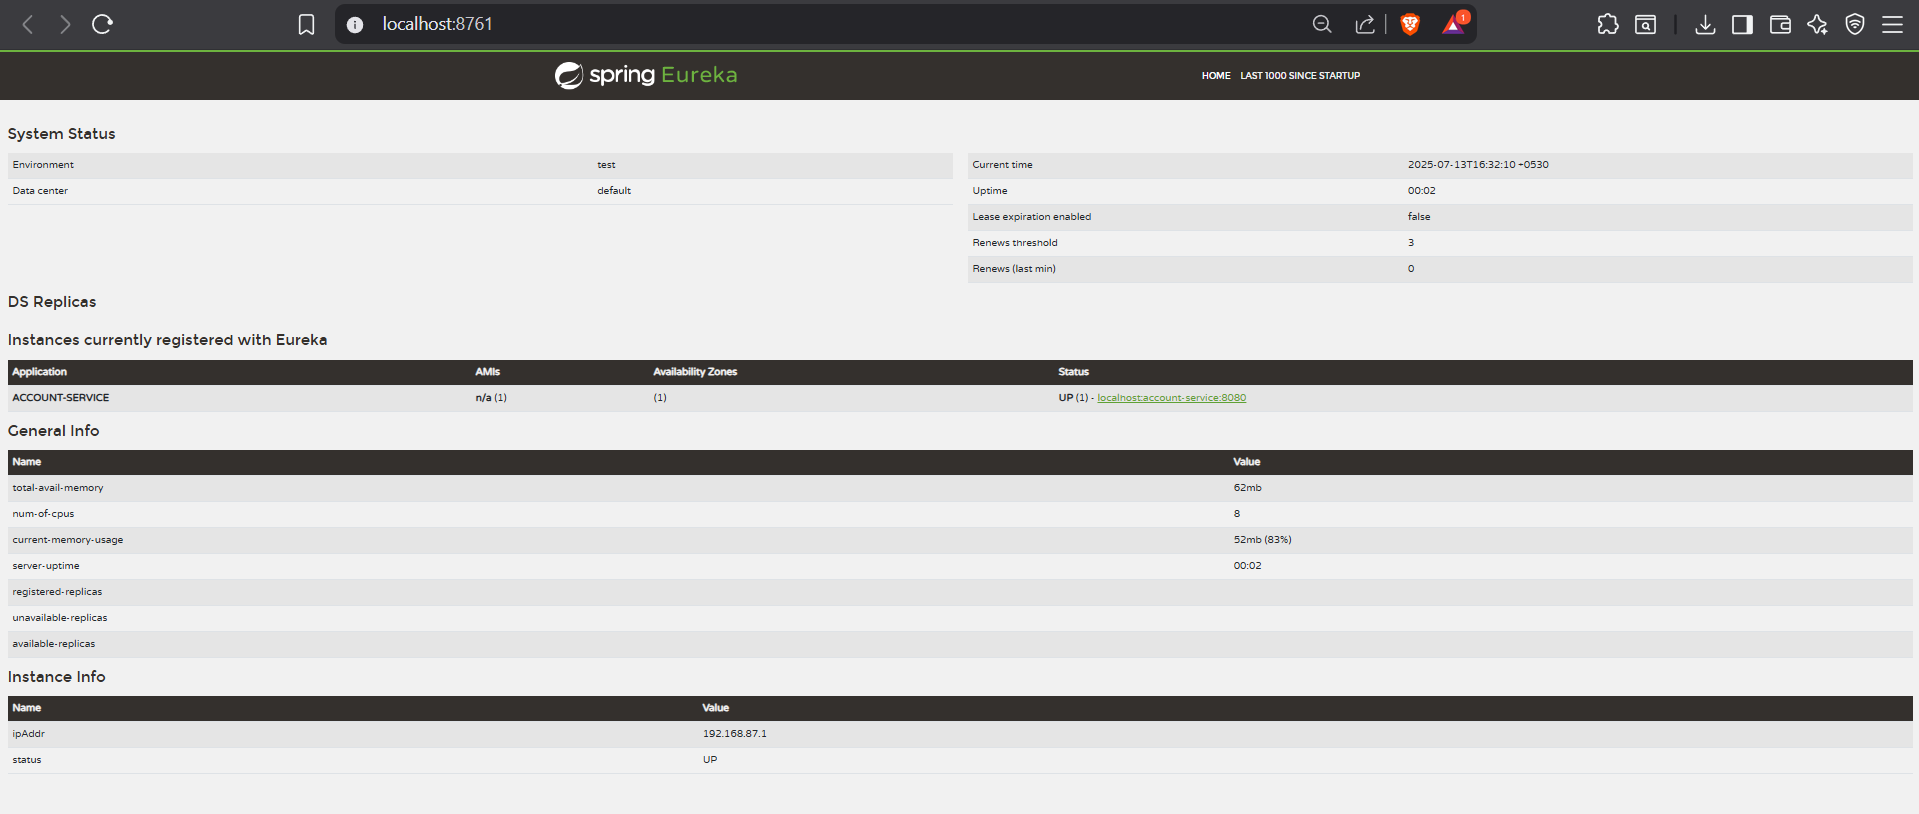 localhost:8761
1
spring Eureka
HOME LAST 1000 SINCE STARTUP
System Status
Environment test
Data center default
Current time 2025-07-13T16:32:10 +0530
Uptime 00:02
Lease expiration enabled false
Renews threshold 3
Renews (last min) 0
DS Replicas
Instances currently registered with Eureka
Application AMIs Availability Zones Status
ACCOUNT-SERVICE n/a (1) (1) UP (1) - localhost:account-service:8080
General Info
Name Value
total-avail-memory 62mb
num-of-cpus 8
current-memory-usage 52mb (83%)
server-uptime 00:02
registered-replicas
unavailable-replicas
available-replicas
Instance Info
Name Value
ipAddr 192.168.87.1
status UP